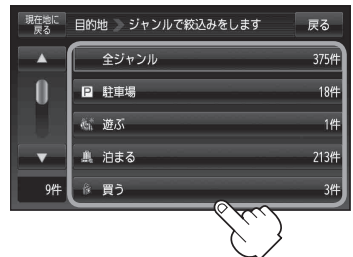 現在地に戻る
目的地 ジャンルで絞込みをします
戻る
全ジャンル 375件
P 駐車場 18件
遊ぶ 1件
泊まる 213件
買う 3件
9件